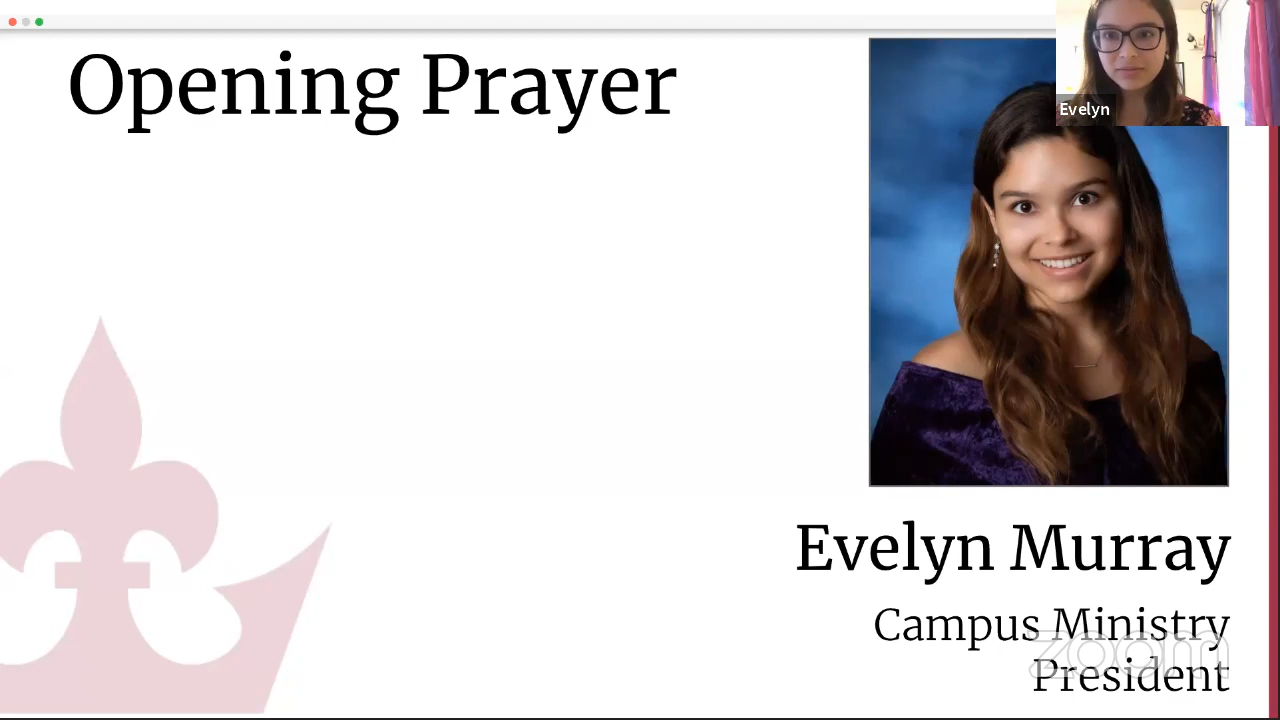 Opening Prayer
Evelyn
Evelyn Murray
Campus Ministry
President
zoom